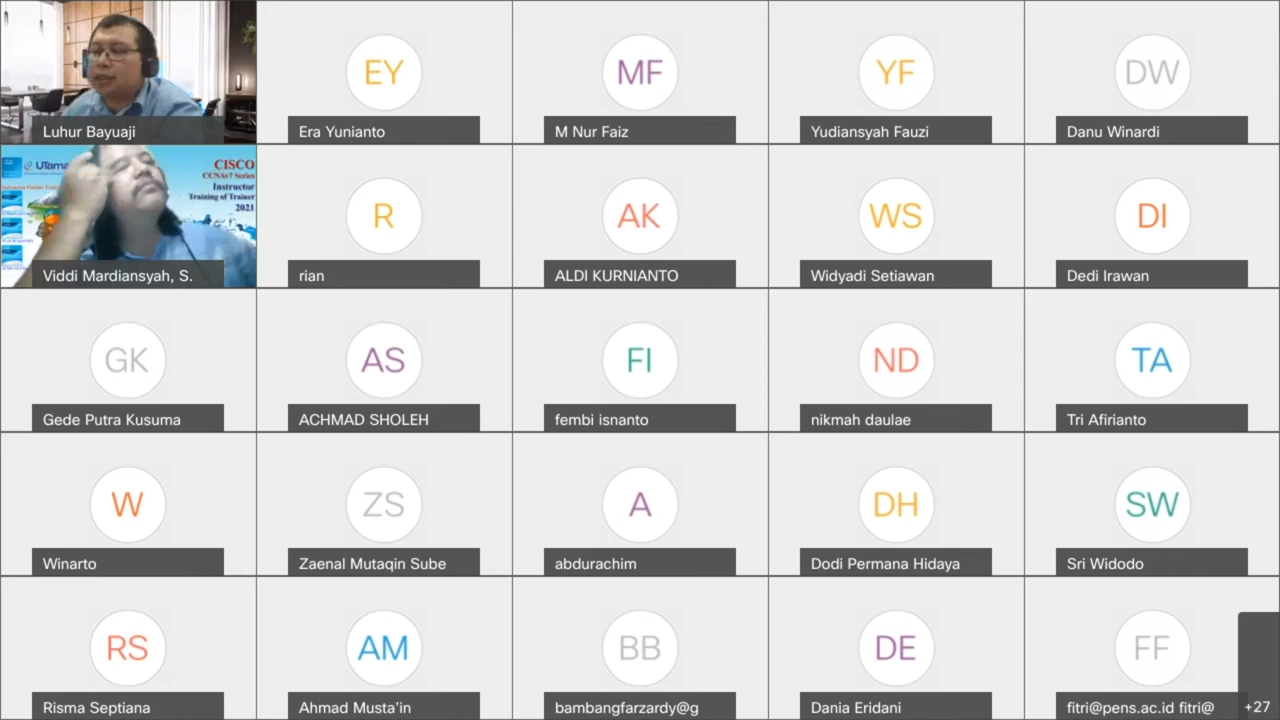 Luhur Bayuaji
EY
Era Yunianto
MF
M Nur Faiz
YF
Yudiansyah Fauzi
DW
Danu Winardi
UTama
CISCO
CCNAv7 Series
Instructor
Training of Trainer
2021
Viddi Mardiansyah, S.
R
rian
AK
ALDI KURNIANTO
WS
Widyadi Setiawan
DI
Dedi Irawan
GK
Gede Putra Kusuma
AS
ACHMAD SHOLEH
FI
fembi isnanto
ND
nikmah daulae
TA
Tri Afirianto
W
Winarto
ZS
Zaenal Mutaqin Sube
A
abdurachim
DH
Dodi Permana Hidaya
SW
Sri Widodo
RS
Risma Septiana
AM
Ahmad Musta'in
BB
bambangfarzardy@g
DE
Dania Eridani
FF
fitri@pens.ac.id fitri@
+27